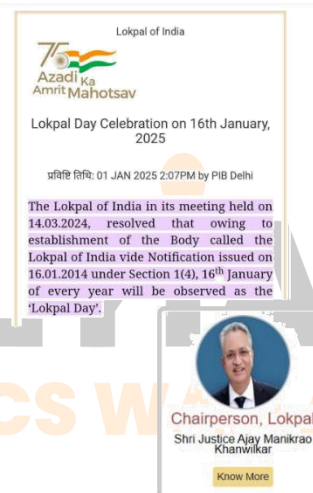 Lokpal of India
75
Azadi Ka
Amrit Mahotsav
Lokpal Day Celebration on 16th January,
2025
प्रविष्टि तिथि: 01 JAN 2025 2:07PM by PIB Delhi
The Lokpal of India in its meeting held on
14.03.2024, resolved that owing to
establishment of the Body called the
Lokpal of India vide Notification issued on
16.01.2014 under Section 1(4), 16th January
of every year will be observed as the
‘Lokpal Day’.
CS W
Chairperson, Lokpal
Shri Justice Ajay Manikrao
Khanwilkar
Know More